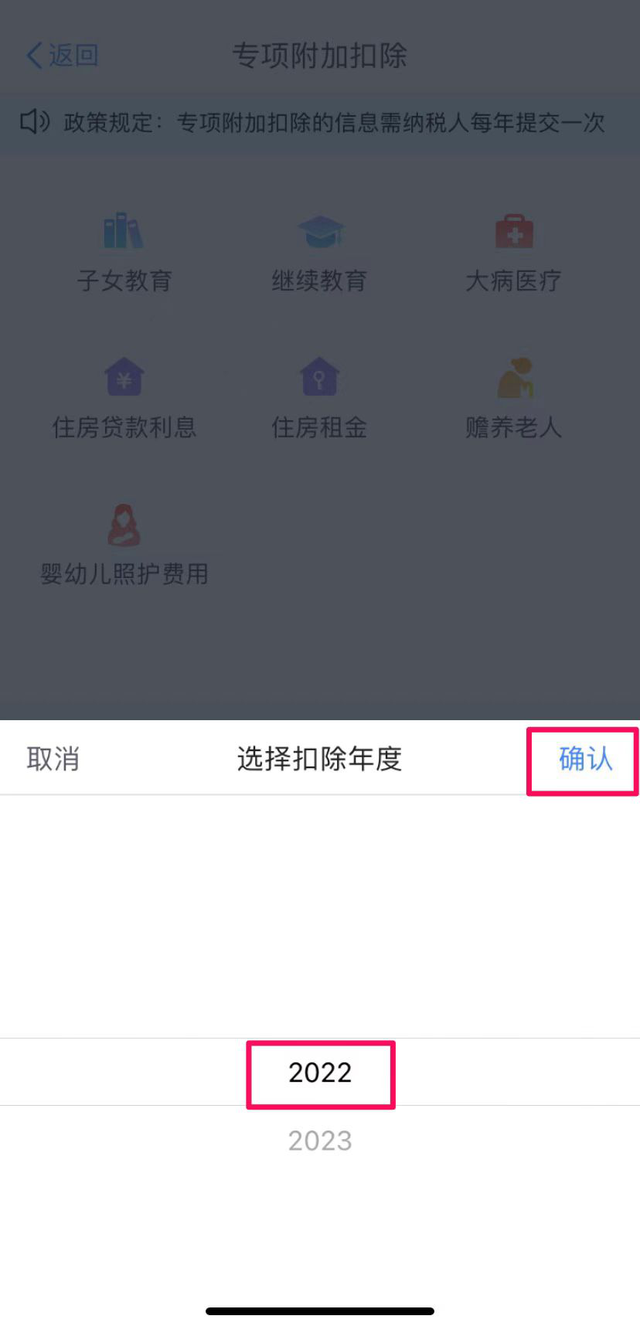 返回
专项附加扣除
政策规定：专项附加扣除的信息需纳税人每年提交一次
子女教育
继续教育
大病医疗
住房贷款利息
住房租金
赡养老人
婴幼儿照护费用
取消
选择扣除年度
确认
2022
2023